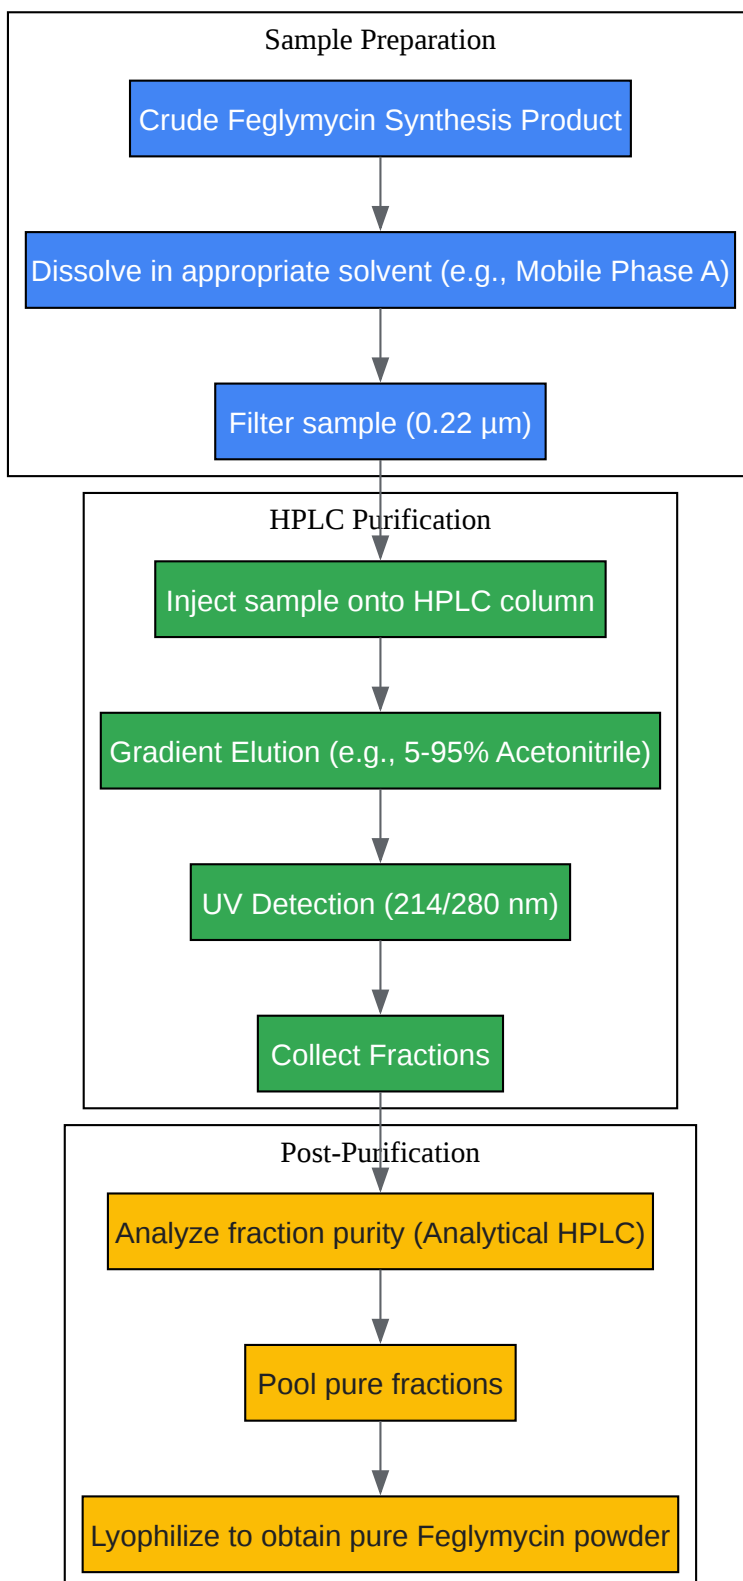 Sample Preparation
Crude Feglymycin Synthesis Product
Dissolve in appropriate solvent (e.g., Mobile Phase A)
Filter sample (0.22 µm)
HPLC Purification
Inject sample onto HPLC column
Gradient Elution (e.g., 5-95% Acetonitrile)
UV Detection (214/280 nm)
Collect Fractions
Post-Purification
Analyze fraction purity (Analytical HPLC)
Pool pure fractions
Lyophilize to obtain pure Feglymycin powder